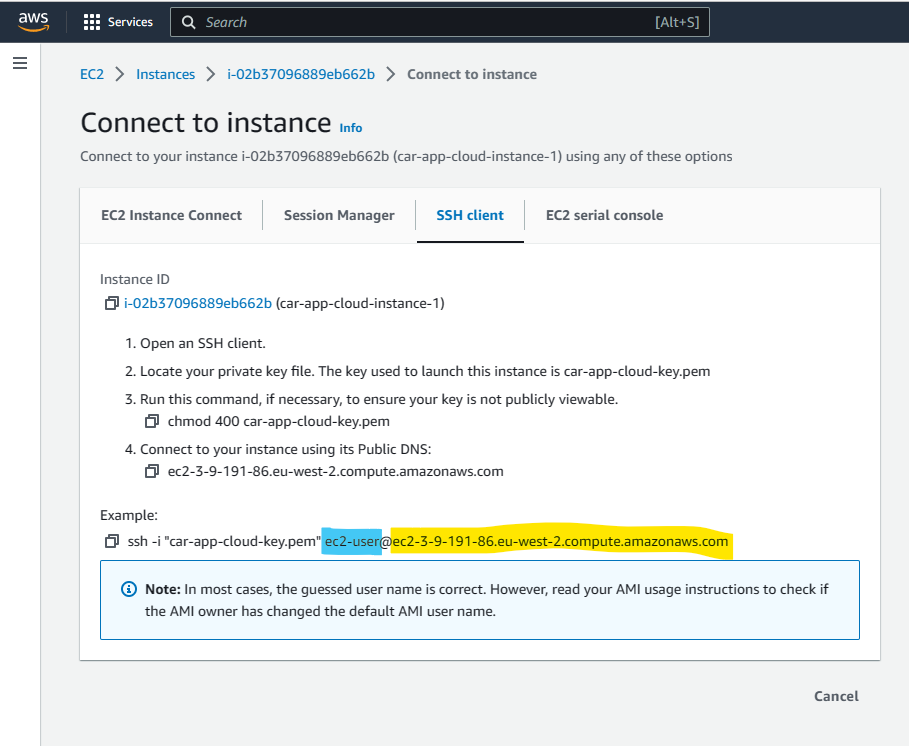 aws Services Search [Alt+S]
EC2 Instances i-02b37096889eb662b Connect to instance
Connect to instance Info
Connect to your instance i-02b37096889eb662b (car-app-cloud-instance-1) using any of these options
EC2 Instance Connect Session Manager SSH client EC2 serial console
Instance ID
i-02b37096889eb662b (car-app-cloud-instance-1)
1. Open an SSH client.
2. Locate your private key file. The key used to launch this instance is car-app-cloud-key.pem
3. Run this command, if necessary, to ensure your key is not publicly viewable.
chmod 400 car-app-cloud-key.pem
4. Connect to your instance using its Public DNS:
ec2-3-9-191-86.eu-west-2.compute.amazonaws.com
Example:
ssh -i "car-app-cloud-key.pem" ec2-user@ec2-3-9-191-86.eu-west-2.compute.amazonaws.com
Note: In most cases, the guessed user name is correct. However, read your AMI usage instructions to check if
the AMI owner has changed the default AMI user name.
Cancel